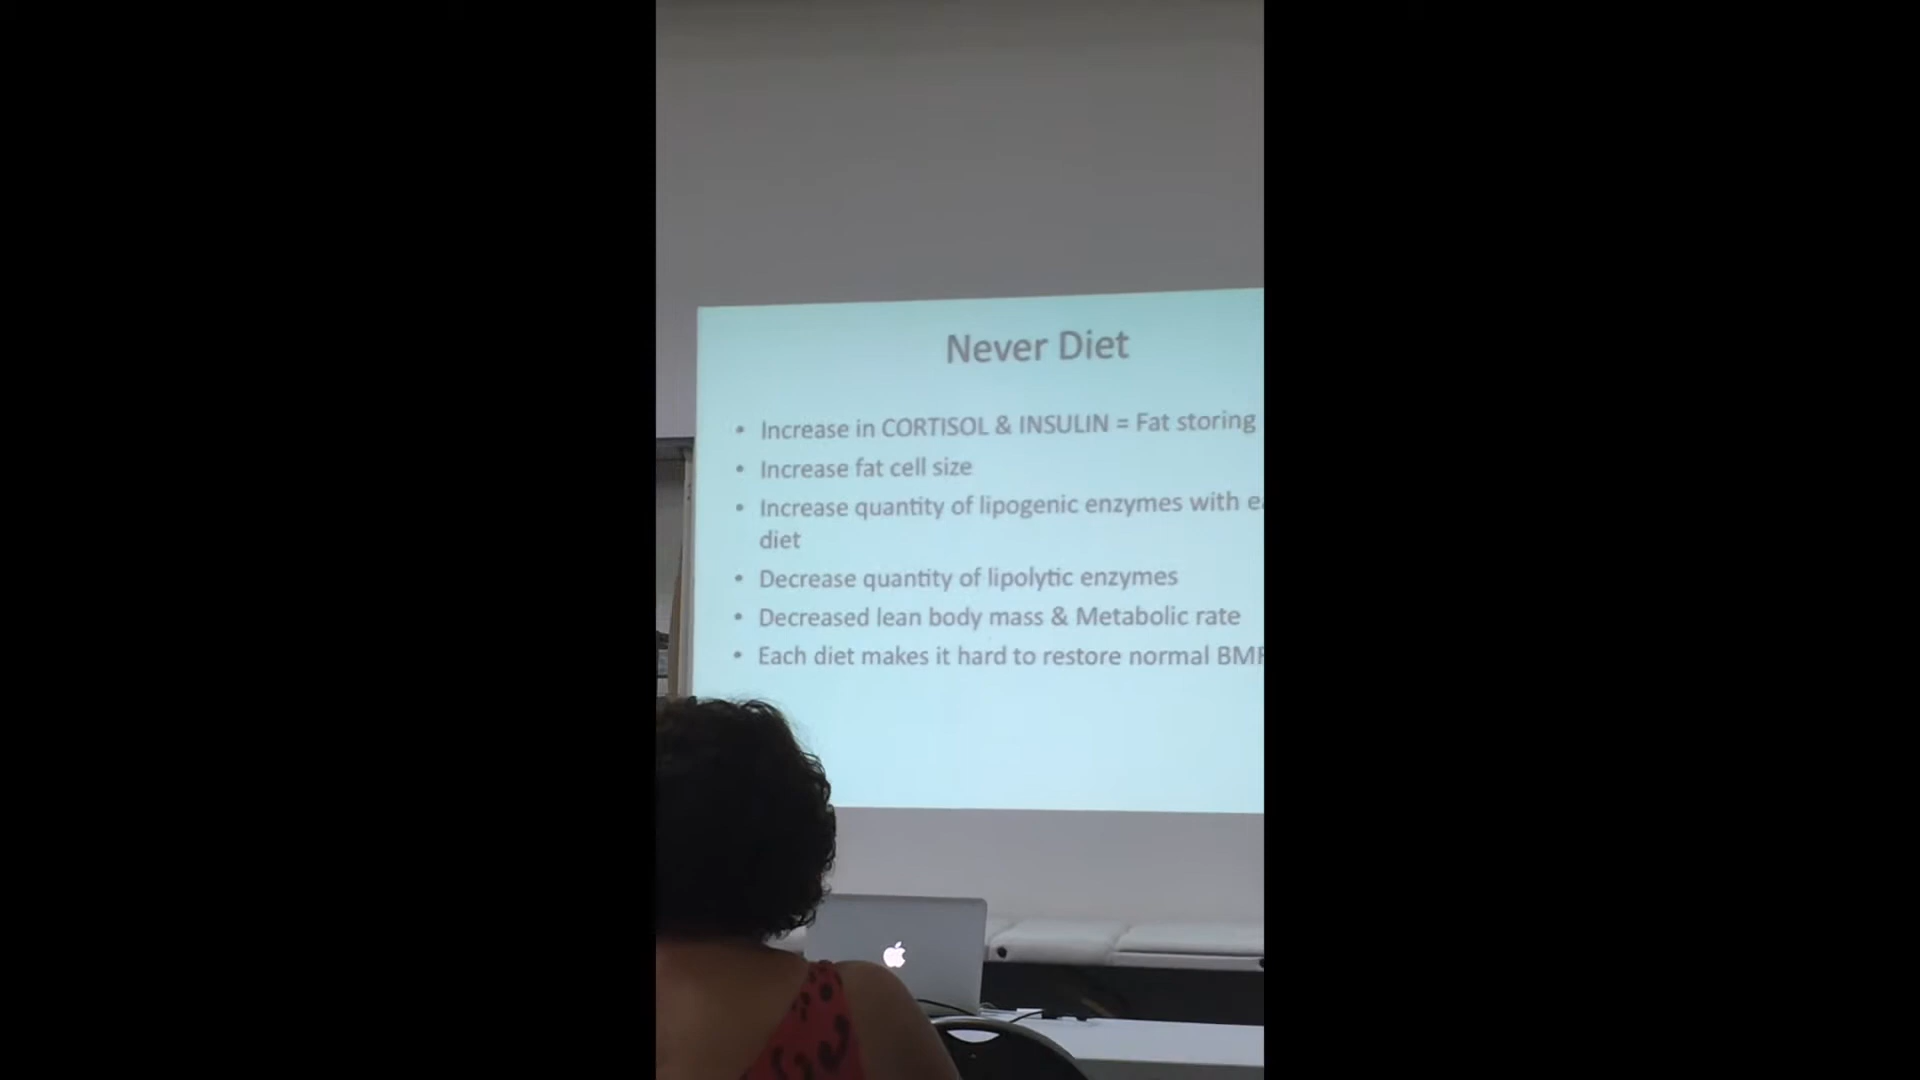 Never Diet
• Increase in CORTISOL & INSULIN = Fat storing
• Increase fat cell size
• Increase quantity of lipogenic enzymes with
diet
• Decrease quantity of lipolytic enzymes
• Decreased lean body mass & Metabolic rate
• Each diet makes it hard to restore normal